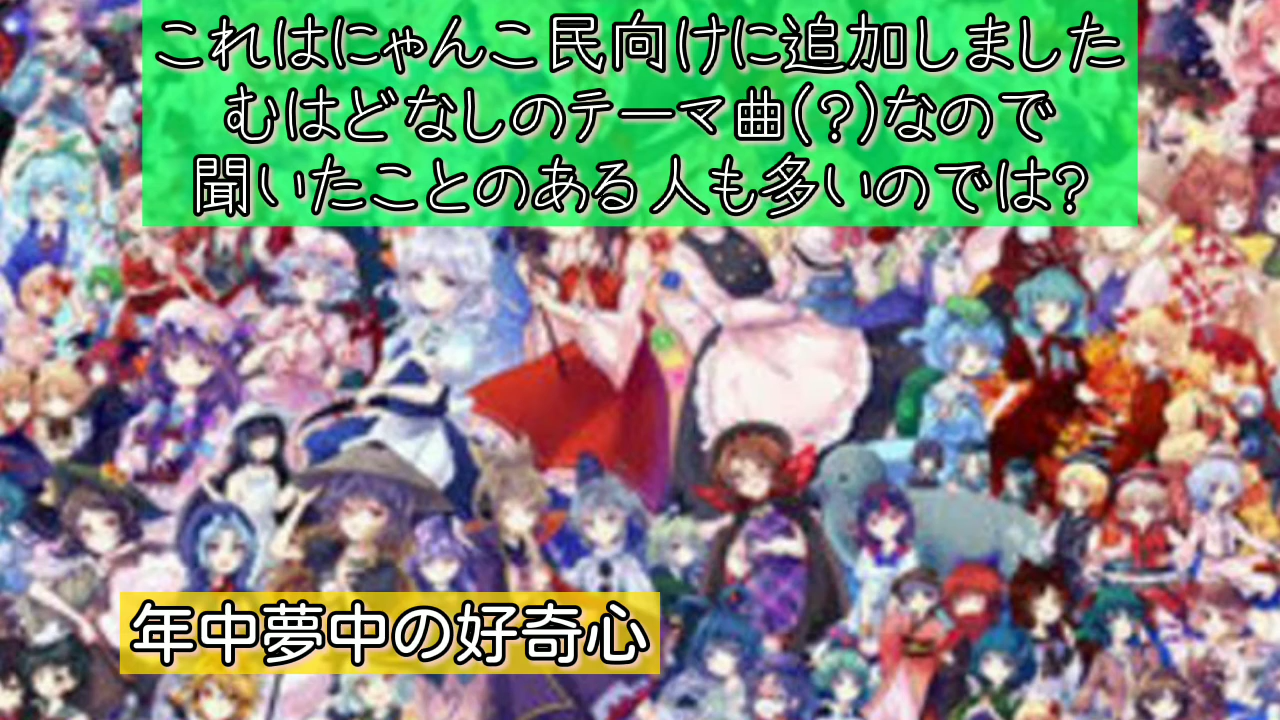 これはにゃんこ民向けに追加しました
むはどなしのテーマ曲(?)なので
聞いたことのある人も多いのでは?
年中夢中の好奇心